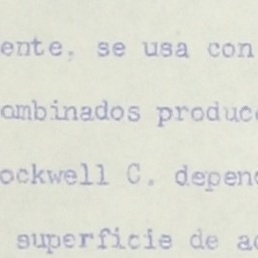 ente, se usa con
ombinados produc
ockwell C. depen
superficie de a